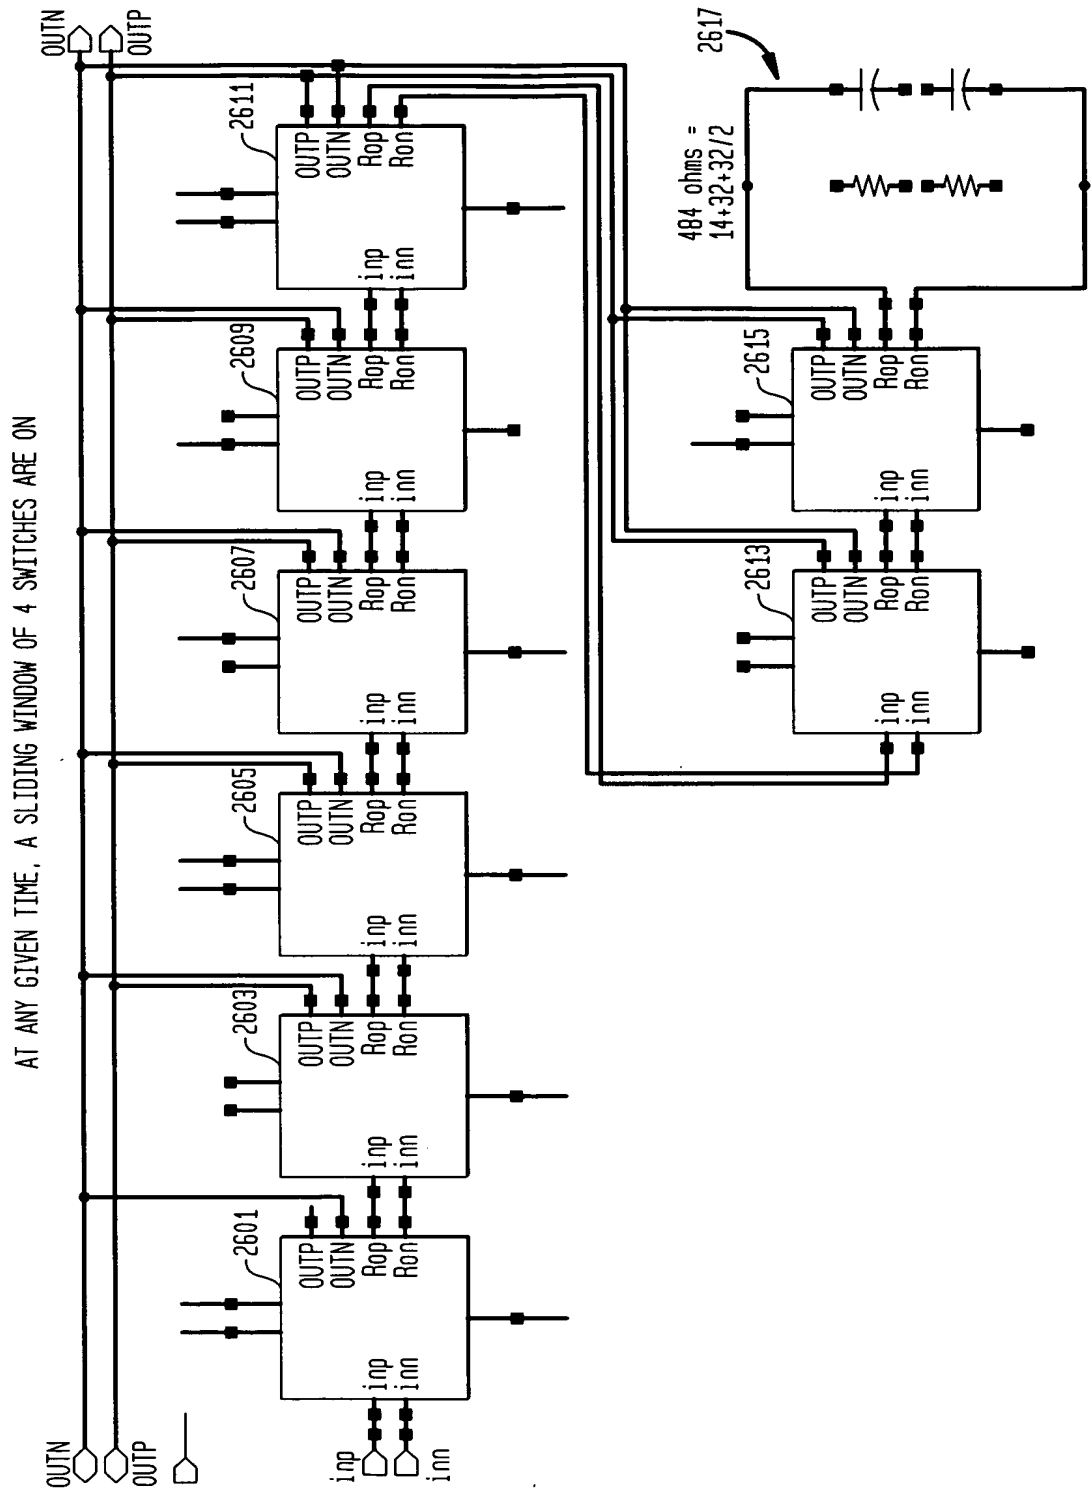 AT ANY GIVEN TIME, A SLIDING WINDOW OF 4 SWITCHES ARE ON
OUTN
OUTP
OUTN
OUTP
inp
inn
2601
OUTP
OUTN
Rop
Ron
inp
inn
2603
OUTP
OUTN
Rop
Ron
inp
inn
2605
OUTP
OUTN
Rop
Ron
inp
inn
2607
OUTP
OUTN
Rop
Ron
inp
inn
2609
OUTP
OUTN
Rop
Ron
inp
inn
2611
OUTP
OUTN
Rop
Ron
inp
inn
2613
OUTP
OUTN
Rop
Ron
inp
inn
2615
OUTP
OUTN
Rop
Ron
inp
inn
484 ohms =
14+32+32/2
2617